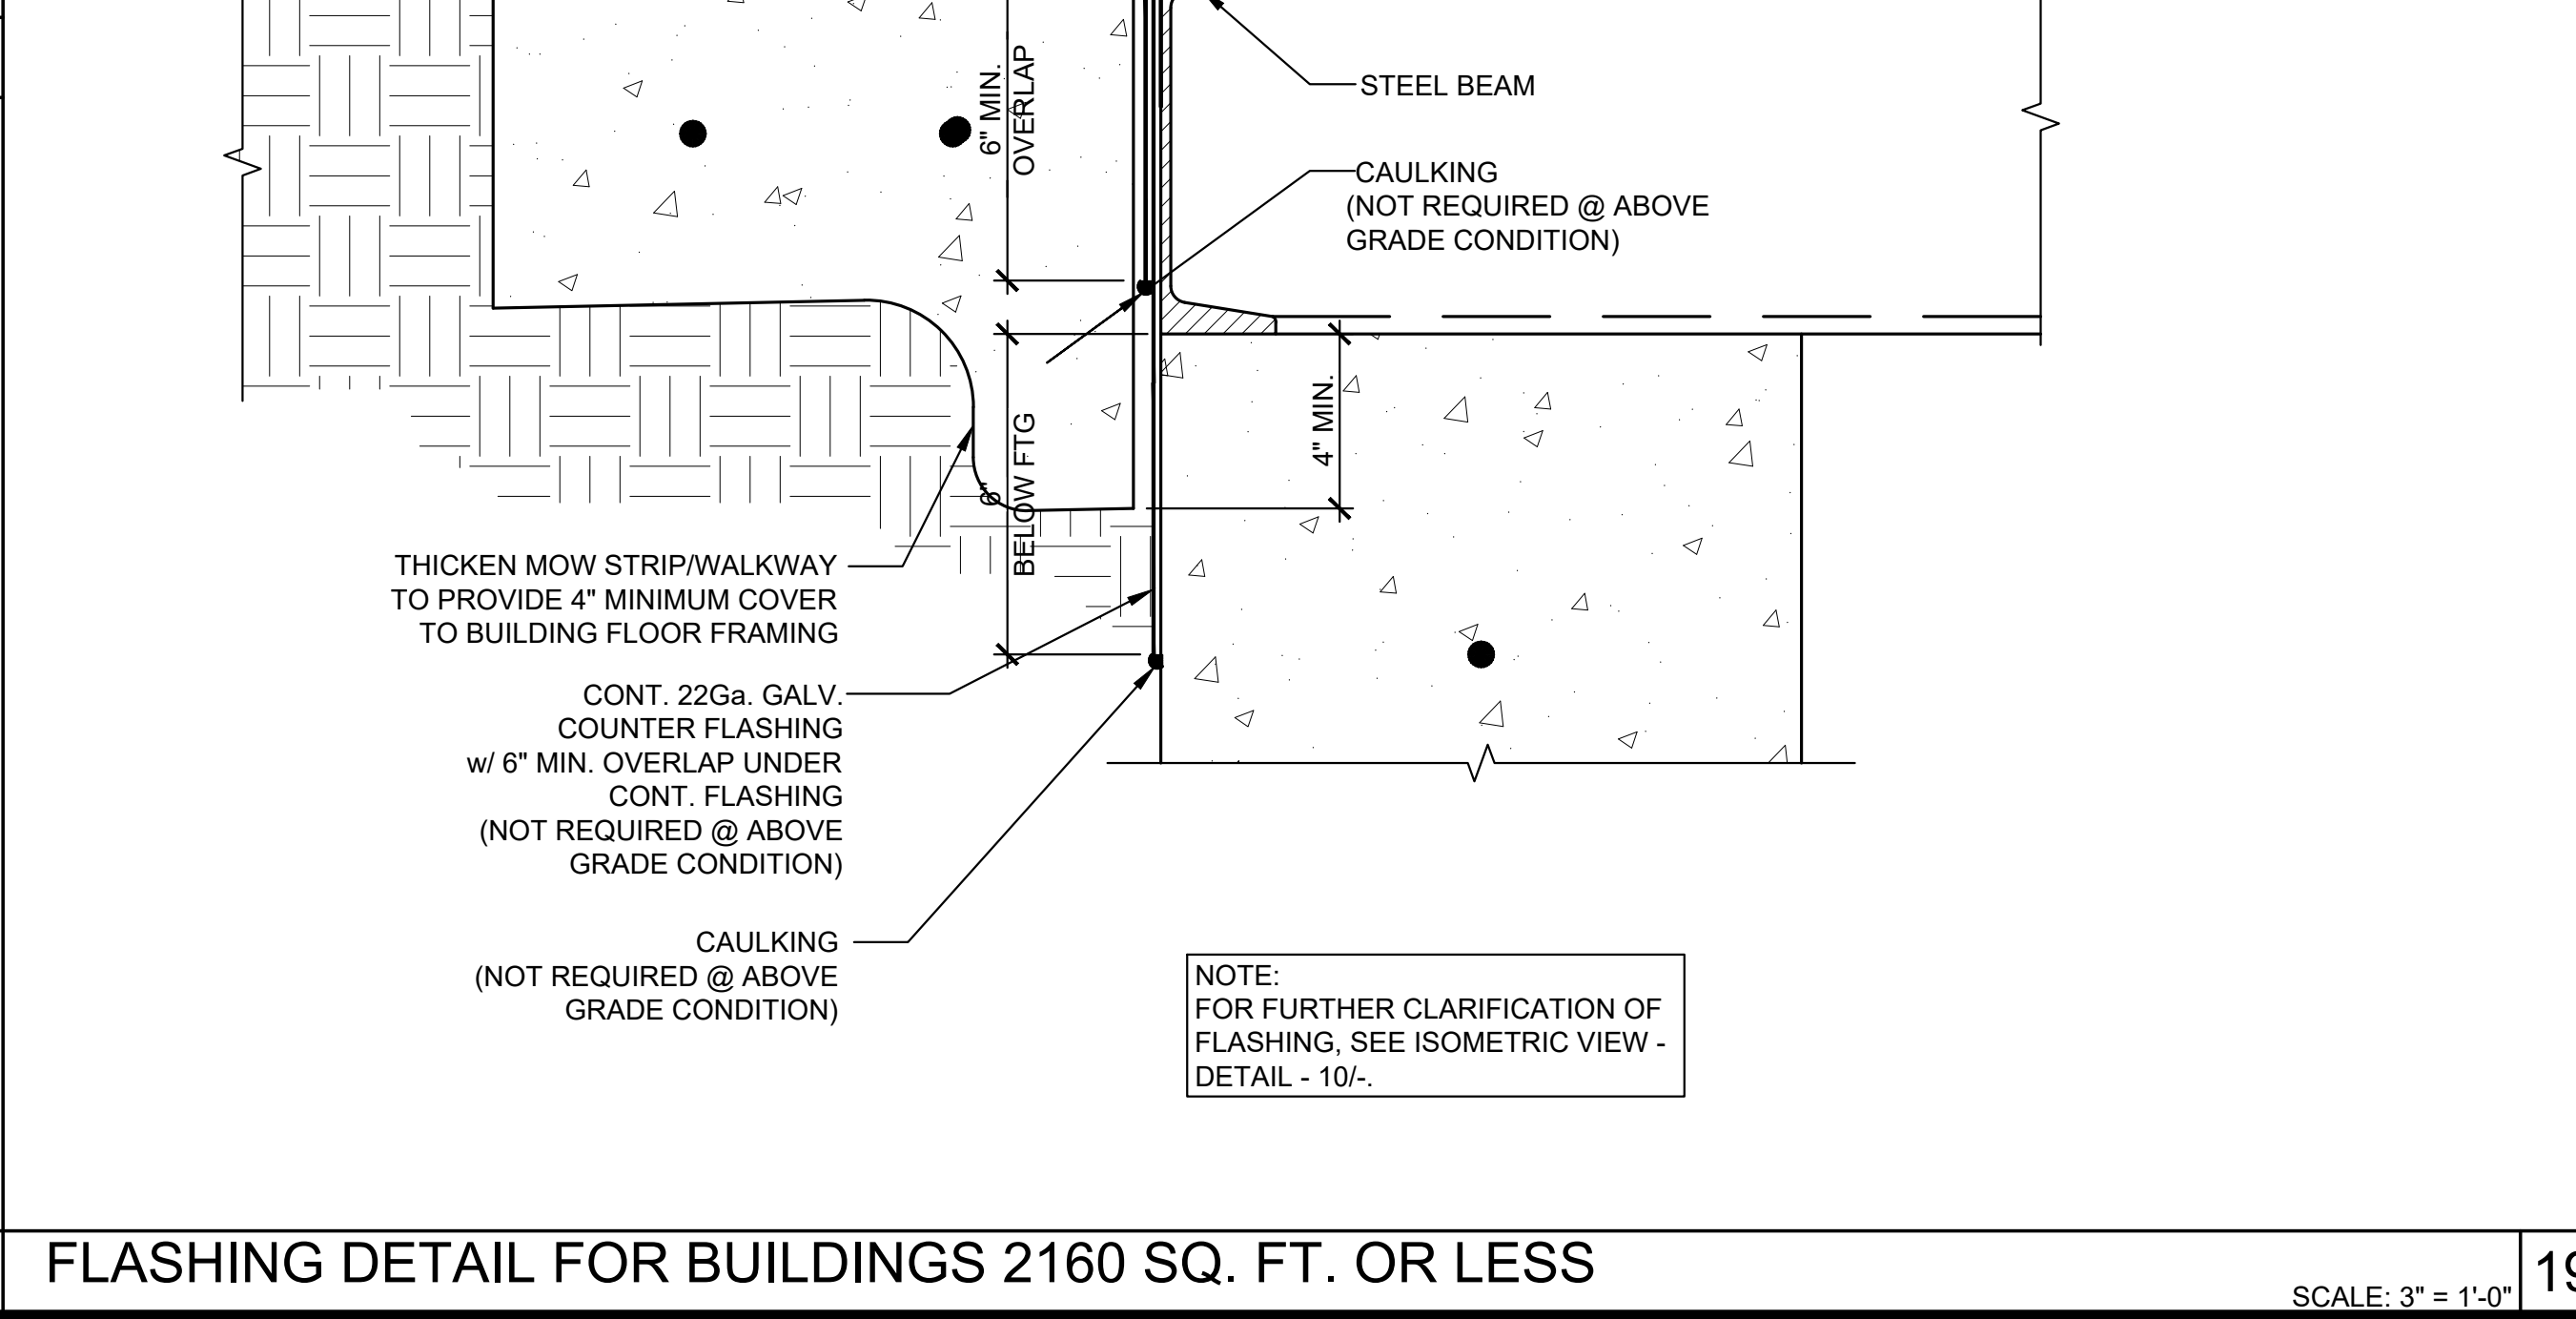 STEEL BEAM
6" MIN.
OVERLAP
CAULKING
(NOT REQUIRED @ ABOVE
GRADE CONDITION)
4" MIN.
6"
BELOW FTG
THICKEN MOW STRIP/WALKWAY
TO PROVIDE 4" MINIMUM COVER
TO BUILDING FLOOR FRAMING
CONT. 22Ga. GALV.
COUNTER FLASHING
w/ 6" MIN. OVERLAP UNDER
CONT. FLASHING
(NOT REQUIRED @ ABOVE
GRADE CONDITION)
CAULKING
(NOT REQUIRED @ ABOVE
GRADE CONDITION)
NOTE:
FOR FURTHER CLARIFICATION OF
FLASHING, SEE ISOMETRIC VIEW -
DETAIL - 10/-.
FLASHING DETAIL FOR BUILDINGS 2160 SQ. FT. OR LESS
SCALE: 3" = 1'-0"
19